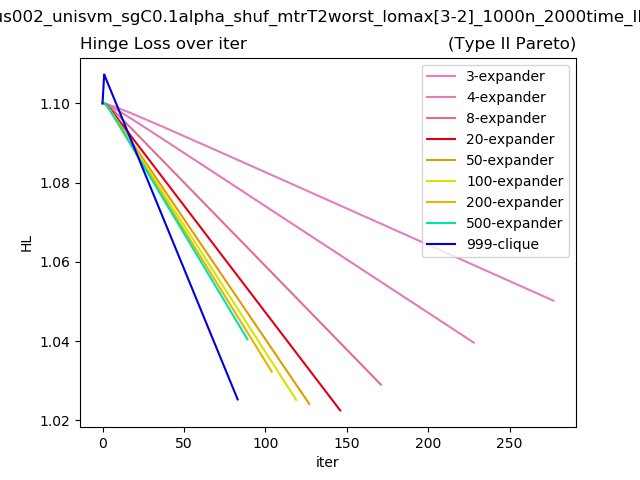 us002_unisvm_sgC0.1alpha_shuf_mtrT2worst_lomax[3-2]_1000n_2000time_
Hinge Loss over iter (Type II Pareto)
3-expander
4-expander
8-expander
20-expander
50-expander
100-expander
200-expander
500-expander
999-clique
1.10
1.08
1.06
1.04
1.02
HL
0 50 100 150 200 250
iter